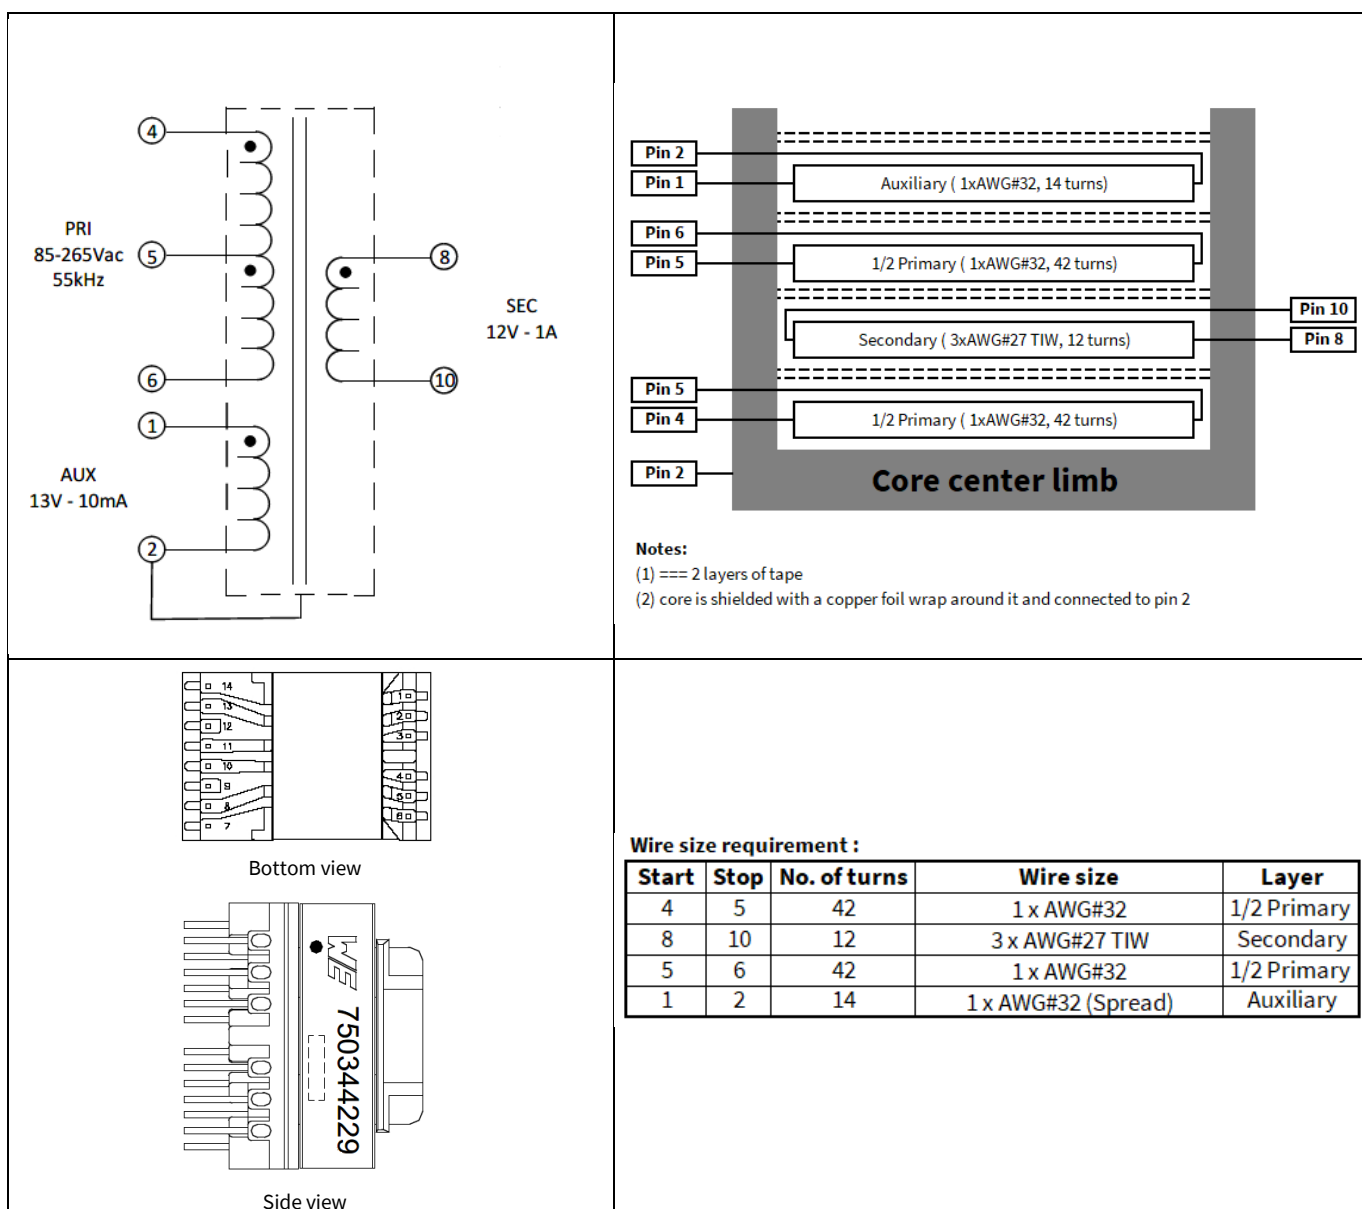 4
PRI
85-265Vac
55kHz
5
6
8
SEC
12V - 1A
10
1
AUX
13V - 10mA
2
Pin 2
Pin 1
Auxiliary ( 1xAWG#32, 14 turns)
Pin 6
Pin 5
1/2 Primary ( 1xAWG#32, 42 turns)
Pin 10
Pin 8
Secondary ( 3xAWG#27 TIW, 12 turns)
Pin 5
Pin 4
1/2 Primary ( 1xAWG#32, 42 turns)
Pin 2
Core center limb
Notes:
(1) === 2 layers of tape
(2) core is shielded with a copper foil wrap around it and connected to pin 2
14
13
12
11
10
9
8
7
1
2
3
4
5
6
Bottom view
WE
750344229
Side view
Wire size requirement :
Start Stop No. of turns Wire size Layer
4 5 42 1 x AWG#32 1/2 Primary
8 10 12 3 x AWG#27 TIW Secondary
5 6 42 1 x AWG#32 1/2 Primary
1 2 14 1 x AWG#32 (Spread) Auxiliary